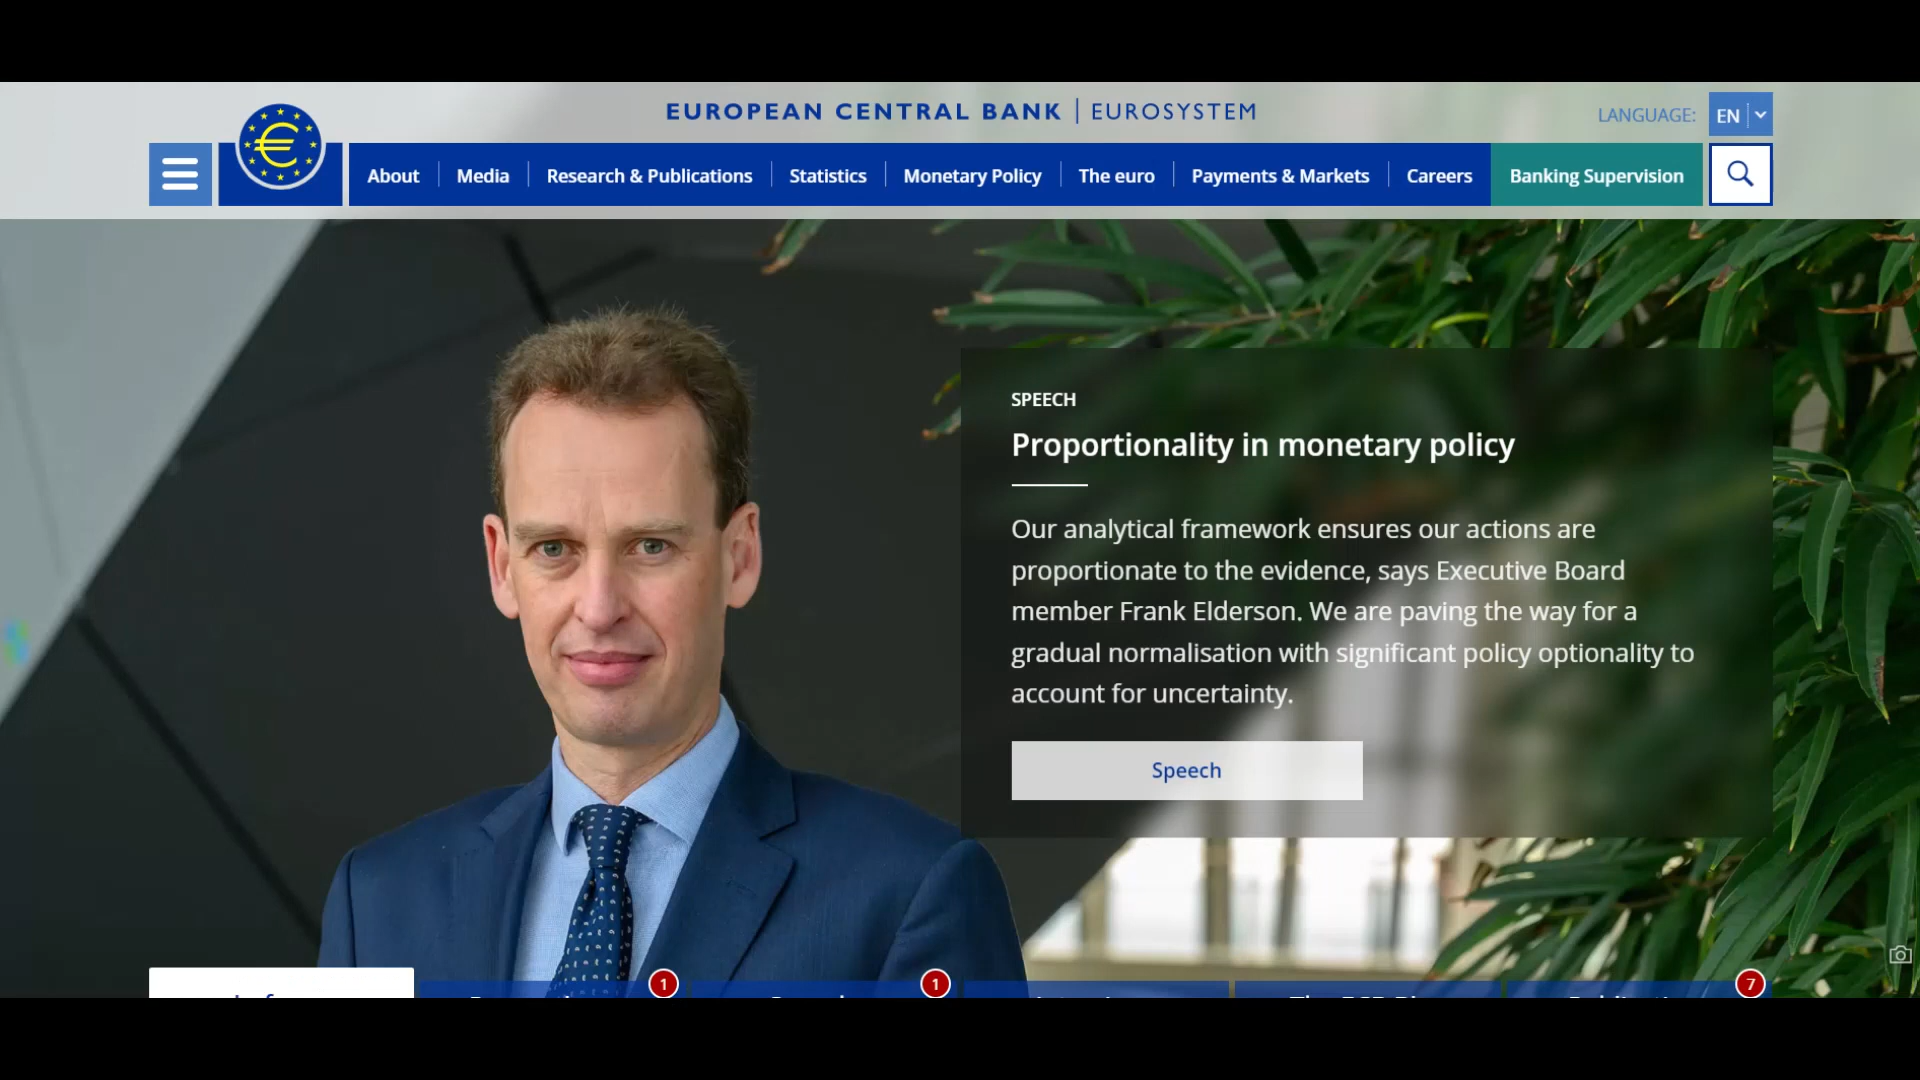 EUROPEAN CENTRAL BANK | EUROSYSTEM
LANGUAGE: EN
About
Media
Research & Publications
Statistics
Monetary Policy
The euro
Payments & Markets
Careers
Banking Supervision
SPEECH
Proportionality in monetary policy
Our analytical framework ensures our actions are
proportionate to the evidence, says Executive Board
member Frank Elderson. We are paving the way for a
gradual normalisation with significant policy optionality to
account for uncertainty.
Speech
1
1
7